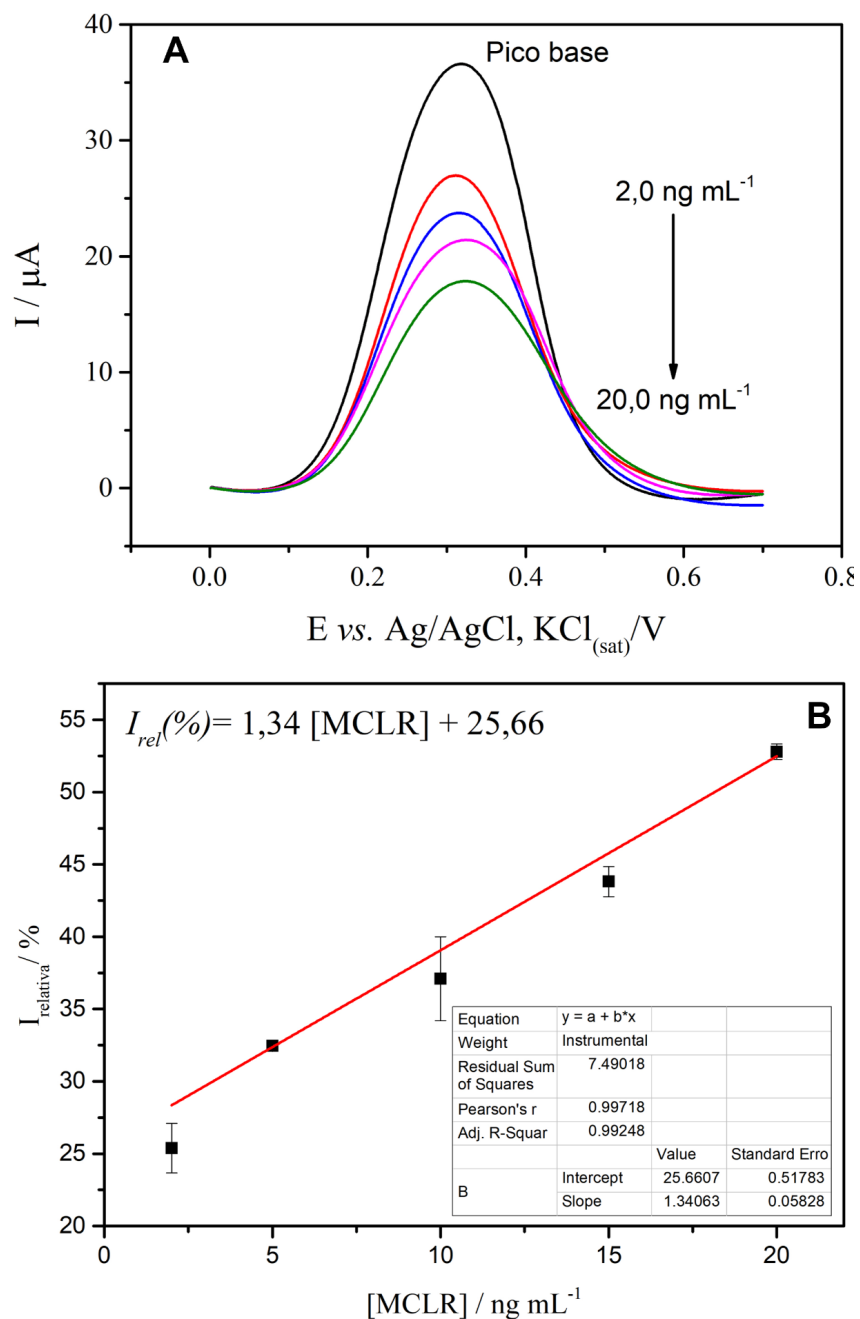 A
Pico base
2,0 ng mL⁻¹
20,0 ng mL⁻¹
I / μA
40
30
20
10
0
0.0 0.2 0.4 0.6 0.8
E vs. Ag/AgCl, KCl(sat)/V
B
Irel(%)= 1,34 [MCLR] + 25,66
Irelativa/ %
55
50
45
40
35
30
25
20
Equation y = a + b*x
Weight Instrumental
Residual Sum of Squares 7.49018
Pearson's r 0.99718
Adj. R-Squar 0.99248
Value Standard Erro
B Intercept 25.6607 0.51783
Slope 1.34063 0.05828
0 5 10 15 20
[MCLR] / ng mL⁻¹